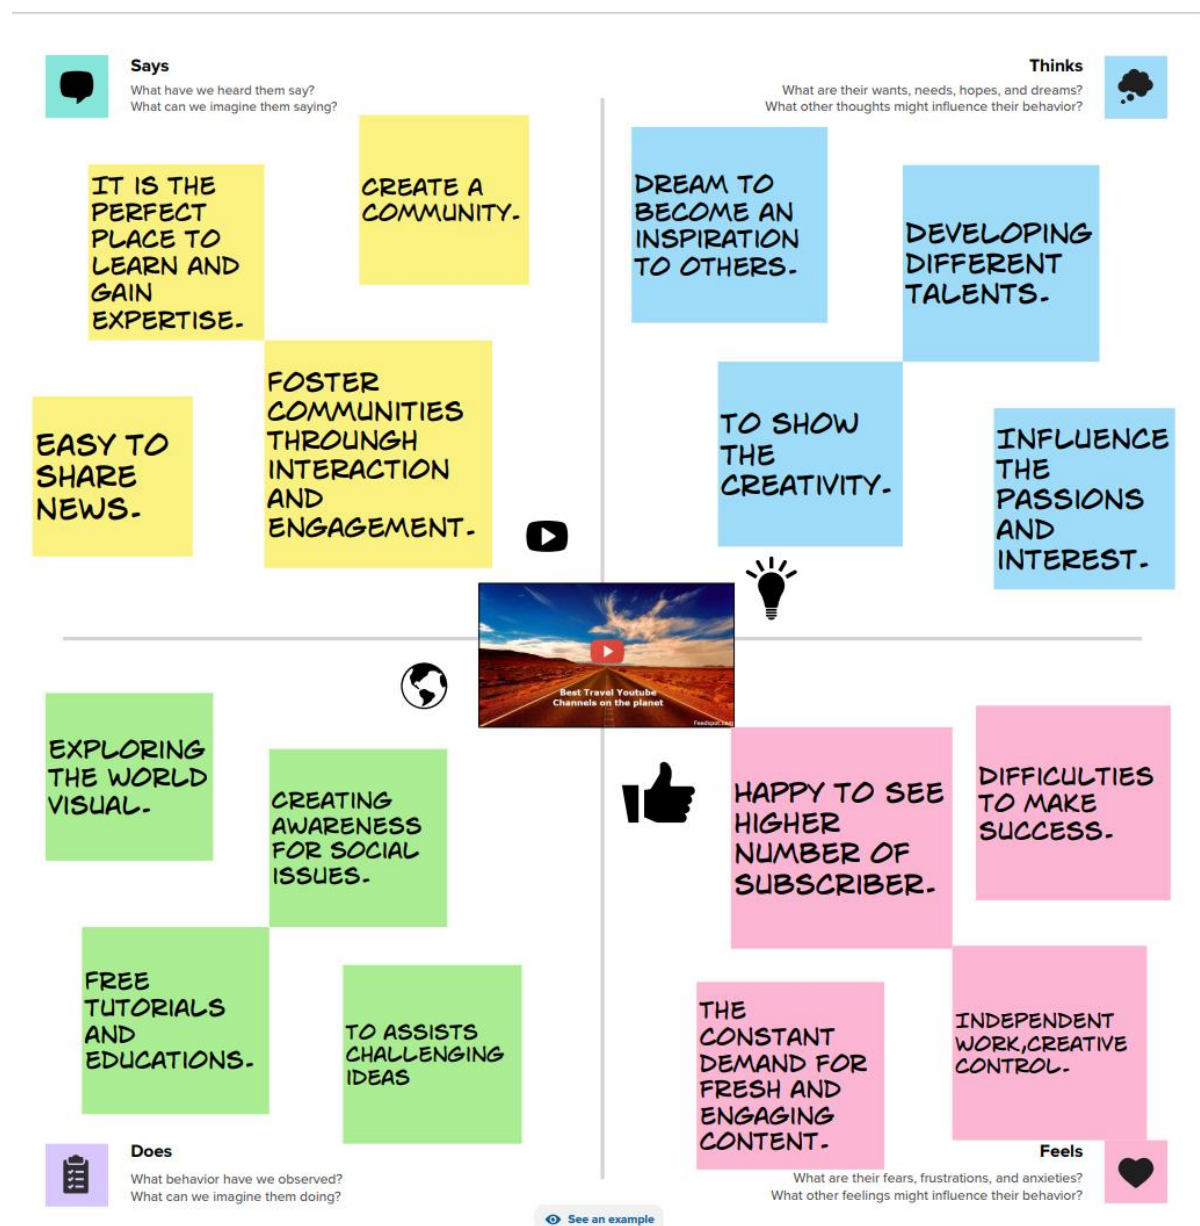 Says
What have we heard them say?
What can we imagine them saying?
Thinks
What are their wants, needs, hopes, and dreams?
What other thoughts might influence their behavior?
IT IS THE
PERFECT
PLACE TO
LEARN AND
GAIN
EXPERTISE.
CREATE A
COMMUNITY.
EASY TO
SHARE
NEWS.
FOSTER
COMMUNITIES
THROUNGH
INTERACTION
AND
ENGAGEMENT.
DREAM TO
BECOME AN
INSPIRATION
TO OTHERS.
DEVELOPING
DIFFERENT
TALENTS.
TO SHOW
THE
CREATIVITY.
INFLUENCE
THE
PASSIONS
AND
INTEREST.
Best Travel Youtube
Channels on the planet
Feedspot.com
EXPLORING
THE WORLD
VISUAL.
CREATING
AWARENESS
FOR SOCIAL
ISSUES.
FREE
TUTORIALS
AND
EDUCATIONS.
TO ASSISTS
CHALLENGING
IDEAS
HAPPY TO SEE
HIGHER
NUMBER OF
SUBSCRIBER.
DIFFICULTIES
TO MAKE
SUCCESS.
THE
CONSTANT
DEMAND FOR
FRESH AND
ENGAGING
CONTENT.
INDEPENDENT
WORK,CREATIVE
CONTROL.
Does
What behavior have we observed?
What can we imagine them doing?
Feels
What are their fears, frustrations, and anxieties?
What other feelings might influence their behavior?
See an example